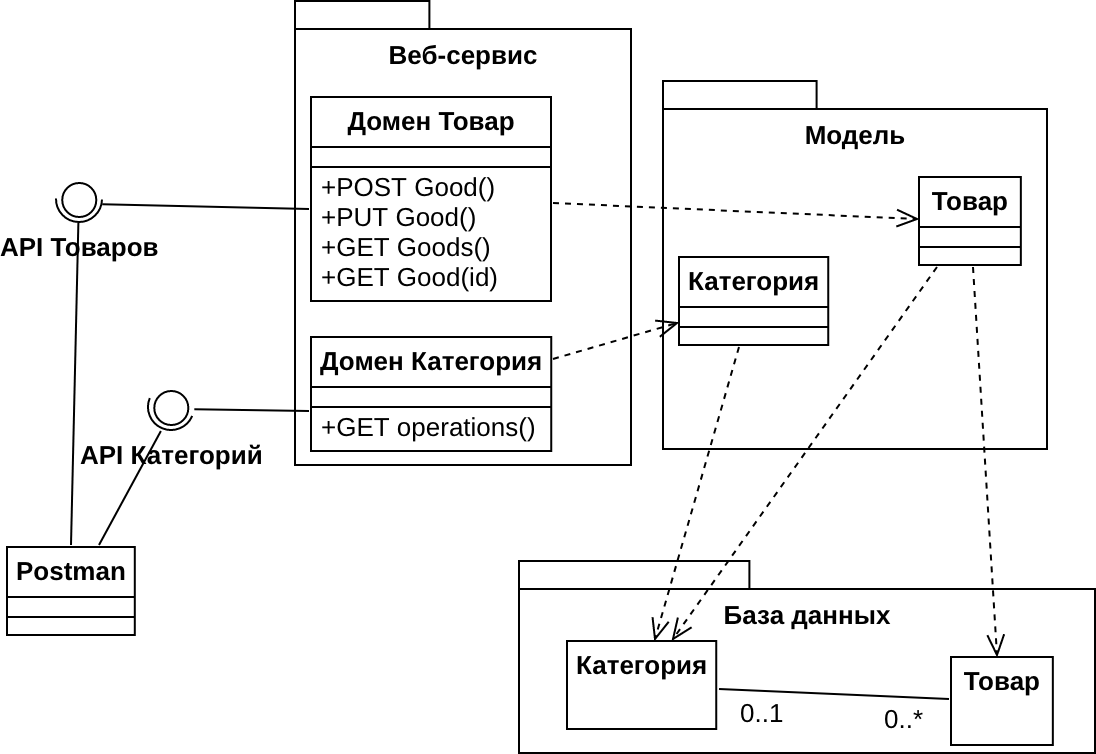 Веб-сервис
Домен Товар
+POST Good()
+PUT Good()
+GET Goods()
+GET Good(id)
Домен Категория
+GET operations()
Модель
Товар
Категория
API Товаров
API Категорий
Postman
База данных
Категория
Товар
0..1
0..*